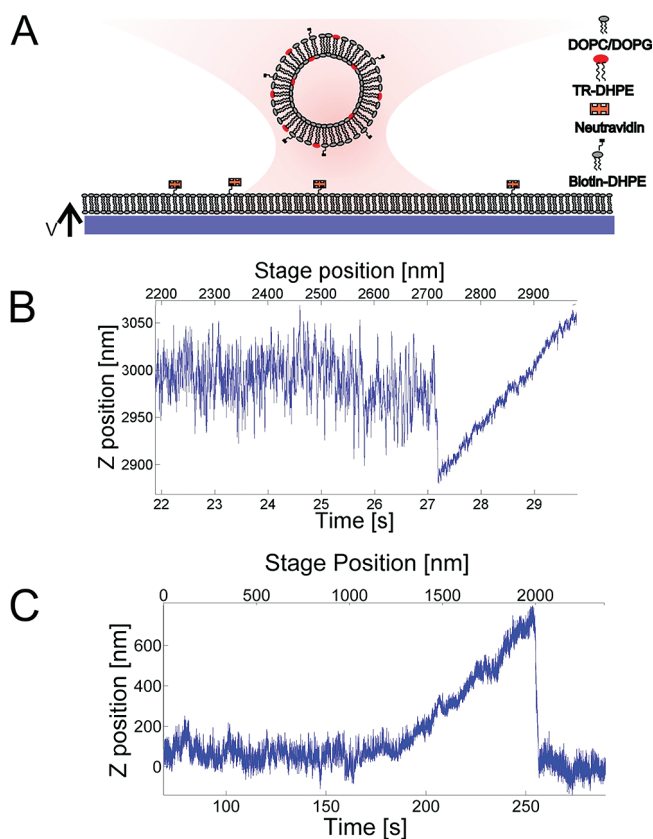 A
DOPC/DOPG
TR-DHPE
Neutravidin
Biotin-DHPE
V
B
Stage position [nm]
2200 2300 2400 2500 2600 2700 2800 2900
Z position [nm]
3050
3000
2950
2900
22 23 24 25 26 27 28 29
Time [s]
C
Stage Position [nm]
0 500 1000 1500 2000
Z position [nm]
600
400
200
0
100 150 200 250
Time [s]